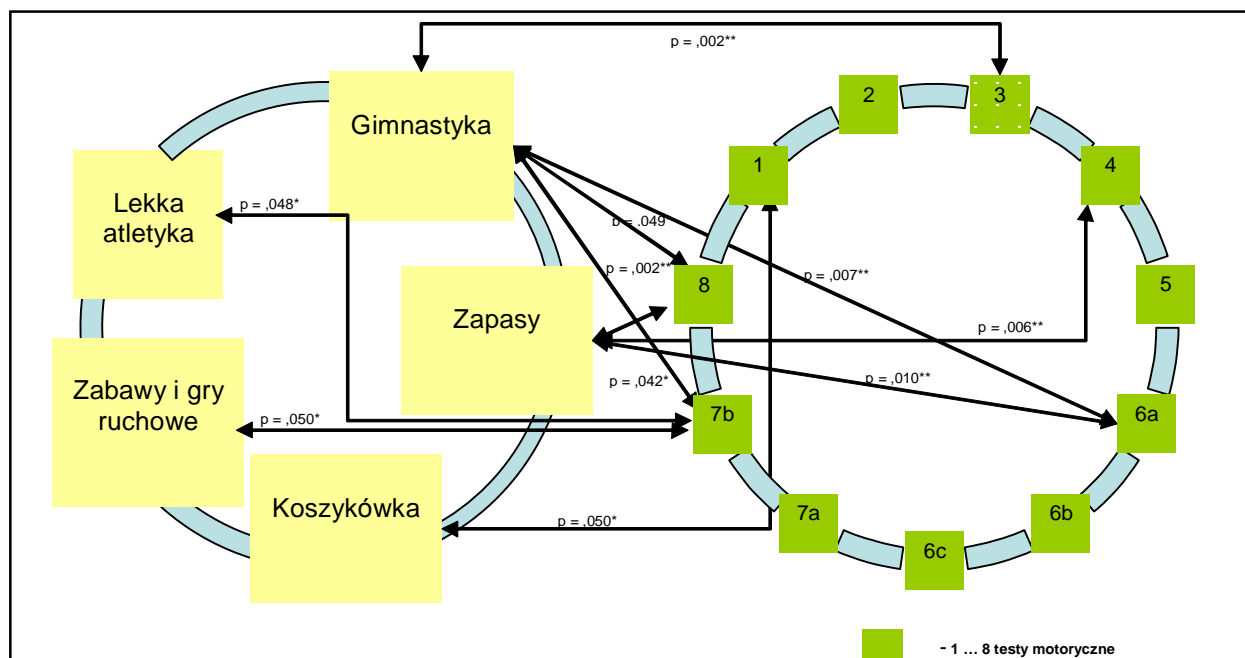 p = ,002**
Gimnastyka
2
3
1
4
Lekka
atletyka
p = ,048*
p = .049
p = ,002**
p = ,007**
8
5
Zapasy
p = ,006**
Zabawy i gry
ruchowe
p = ,042*
p = ,010**
p = ,050*
7b
6a
Koszykówka
p = ,050*
7a
6b
6c
- 1 ... 8 testy motoryczne